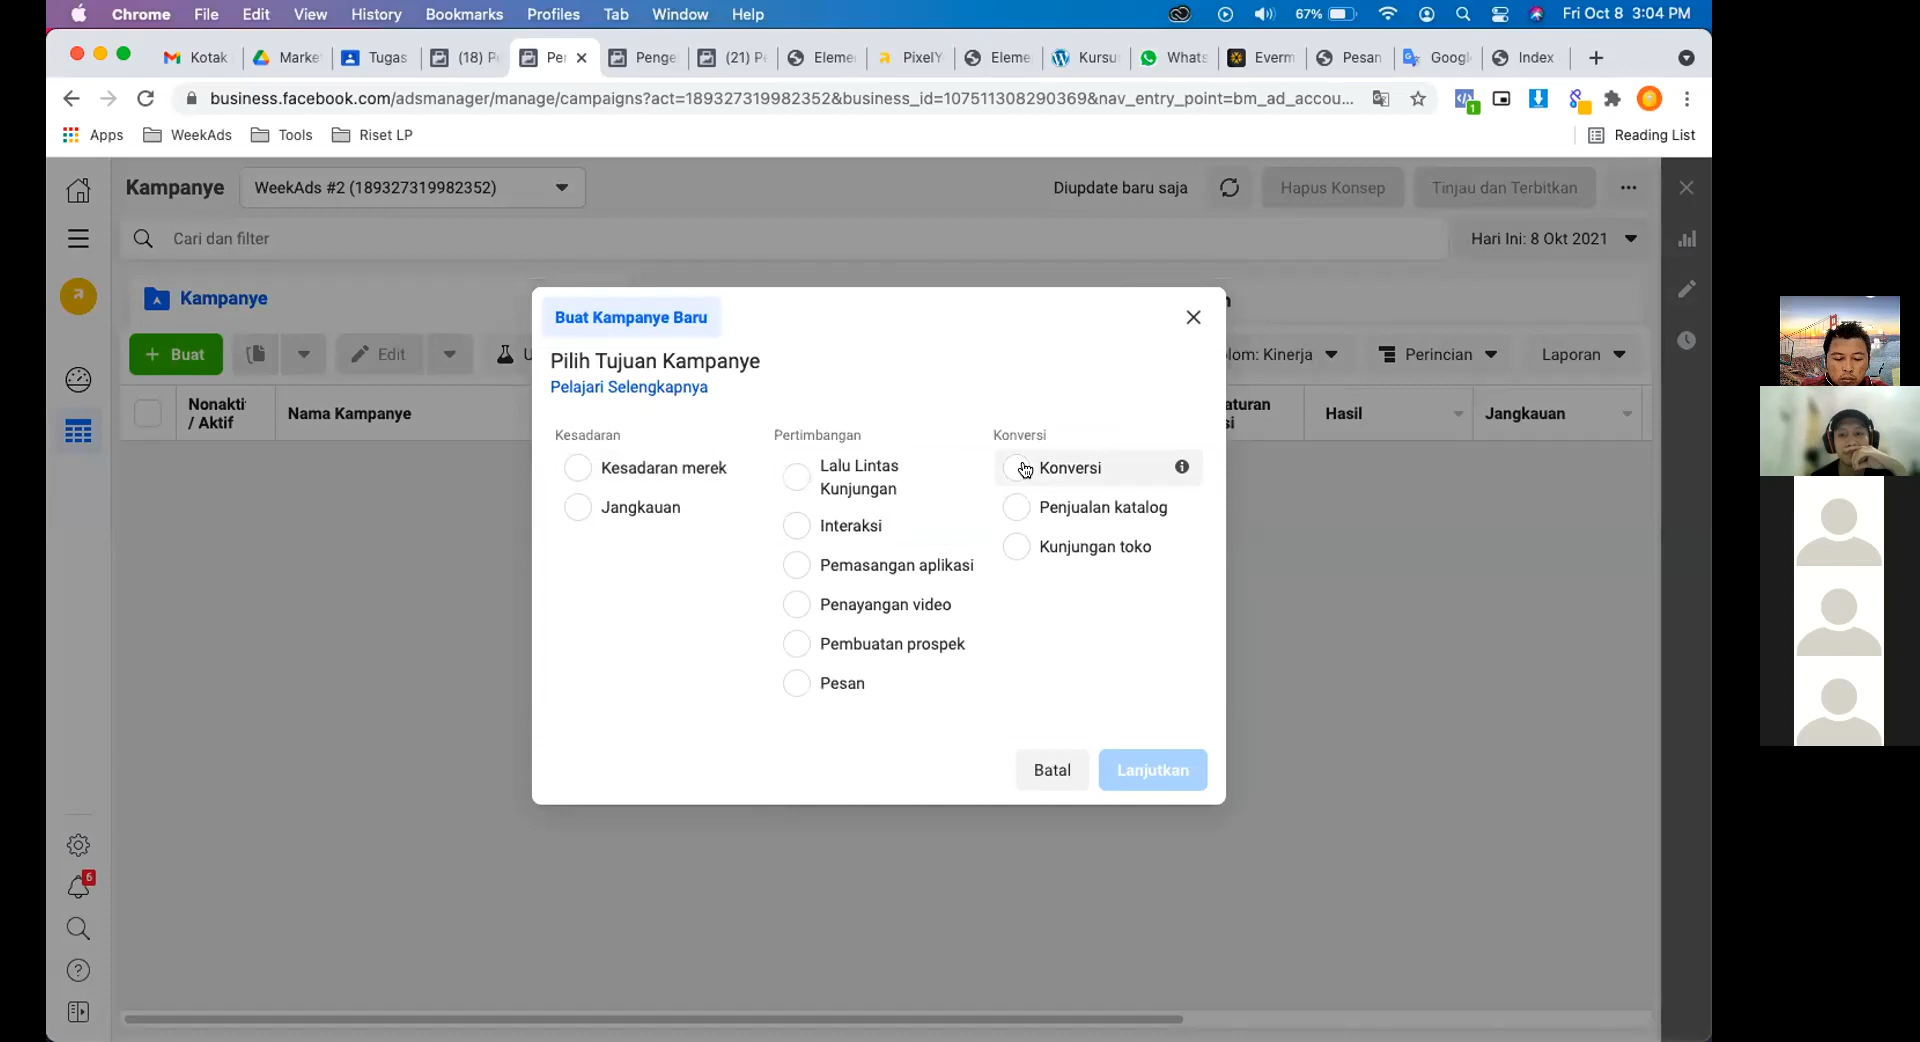 Chrome File Edit View History Bookmarks Profiles Tab Window Help 67% Fri Oct 8 3:04 PM
Kotak Marke Tugas (18) P Per Penge (21) P Eleme PixelY Eleme Kursu Whats Everm Pesan Googl Index
business.facebook.com/adsmanager/manage/campaigns?act=189327319982352&business_id=107511308290369&nav_entry_point=bm_ad_accou... 1
Apps WeekAds Tools Riset LP Reading List
Kampanye WeekAds #2 (189327319982352) Diupdate baru saja Hapus Konsep Tinjau dan Terbitkan
Cari dan filter Hari Ini: 8 Okt 2021
Kampanye
+ Buat Edit U lom: Kinerja Perincian Laporan
Nonakti
/ Aktif
Nama Kampanye
aturan
si
Hasil Jangkauan
Buat Kampanye Baru
Pilih Tujuan Kampanye
Pelajari Selengkapnya
Kesadaran
Kesadaran merek
Jangkauan
Pertimbangan
Lalu Lintas
Kunjungan
Interaksi
Pemasangan aplikasi
Penayangan video
Pembuatan prospek
Pesan
Konversi
Konversi
Penjualan katalog
Kunjungan toko
Batal Lanjutkan
6